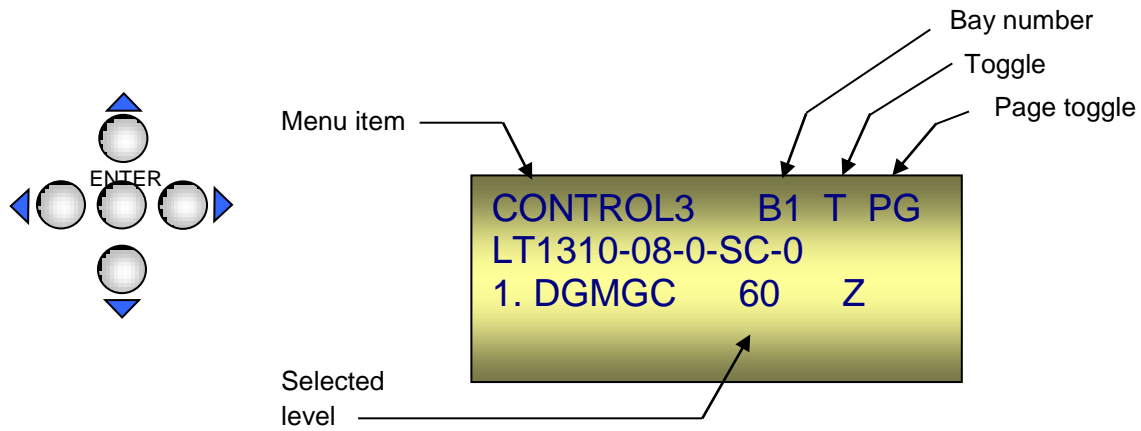 Bay number
Toggle
Page toggle
Menu item
ENTER
CONTROL3 B1 T PG
LT1310-08-0-SC-0
1. DGMGC 60 Z
Selected
level